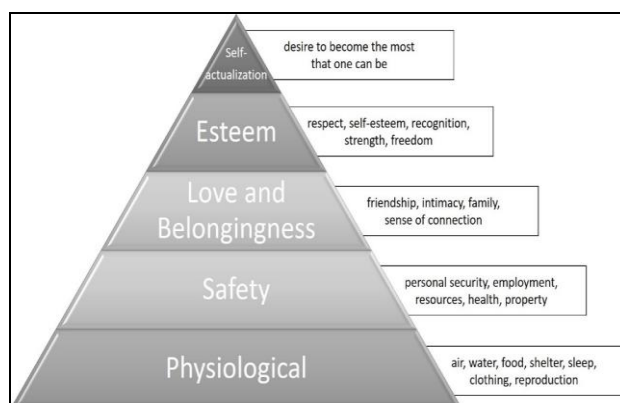 Self-
actualization
desire to become the most
that one can be
Esteem
respect, self-esteem, recognition,
strength, freedom
Love and
Belongingness
friendship, intimacy, family,
sense of connection
Safety
personal security, employment,
resources, health, property
Physiological
air, water, food, shelter, sleep,
clothing, reproduction